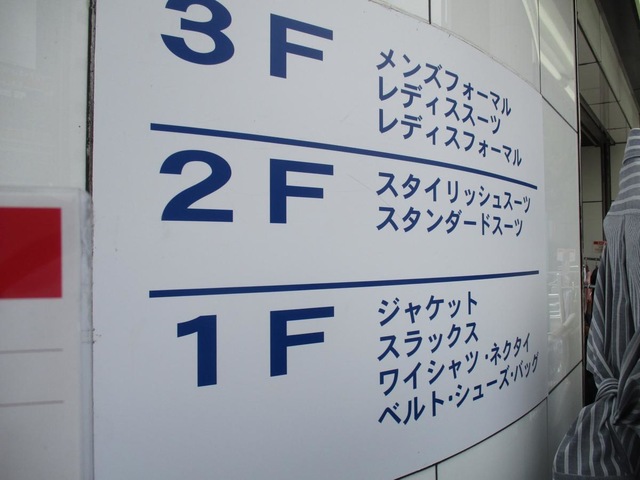 3F
メンズフォーマル
レディススーツ
レディスフォーマル
2F
スタイリッシュスーツ
スタンダードスーツ
1F
ジャケット
スラックス
ワイシャツ・ネクタイ
ベルト・シューズ・バッグ